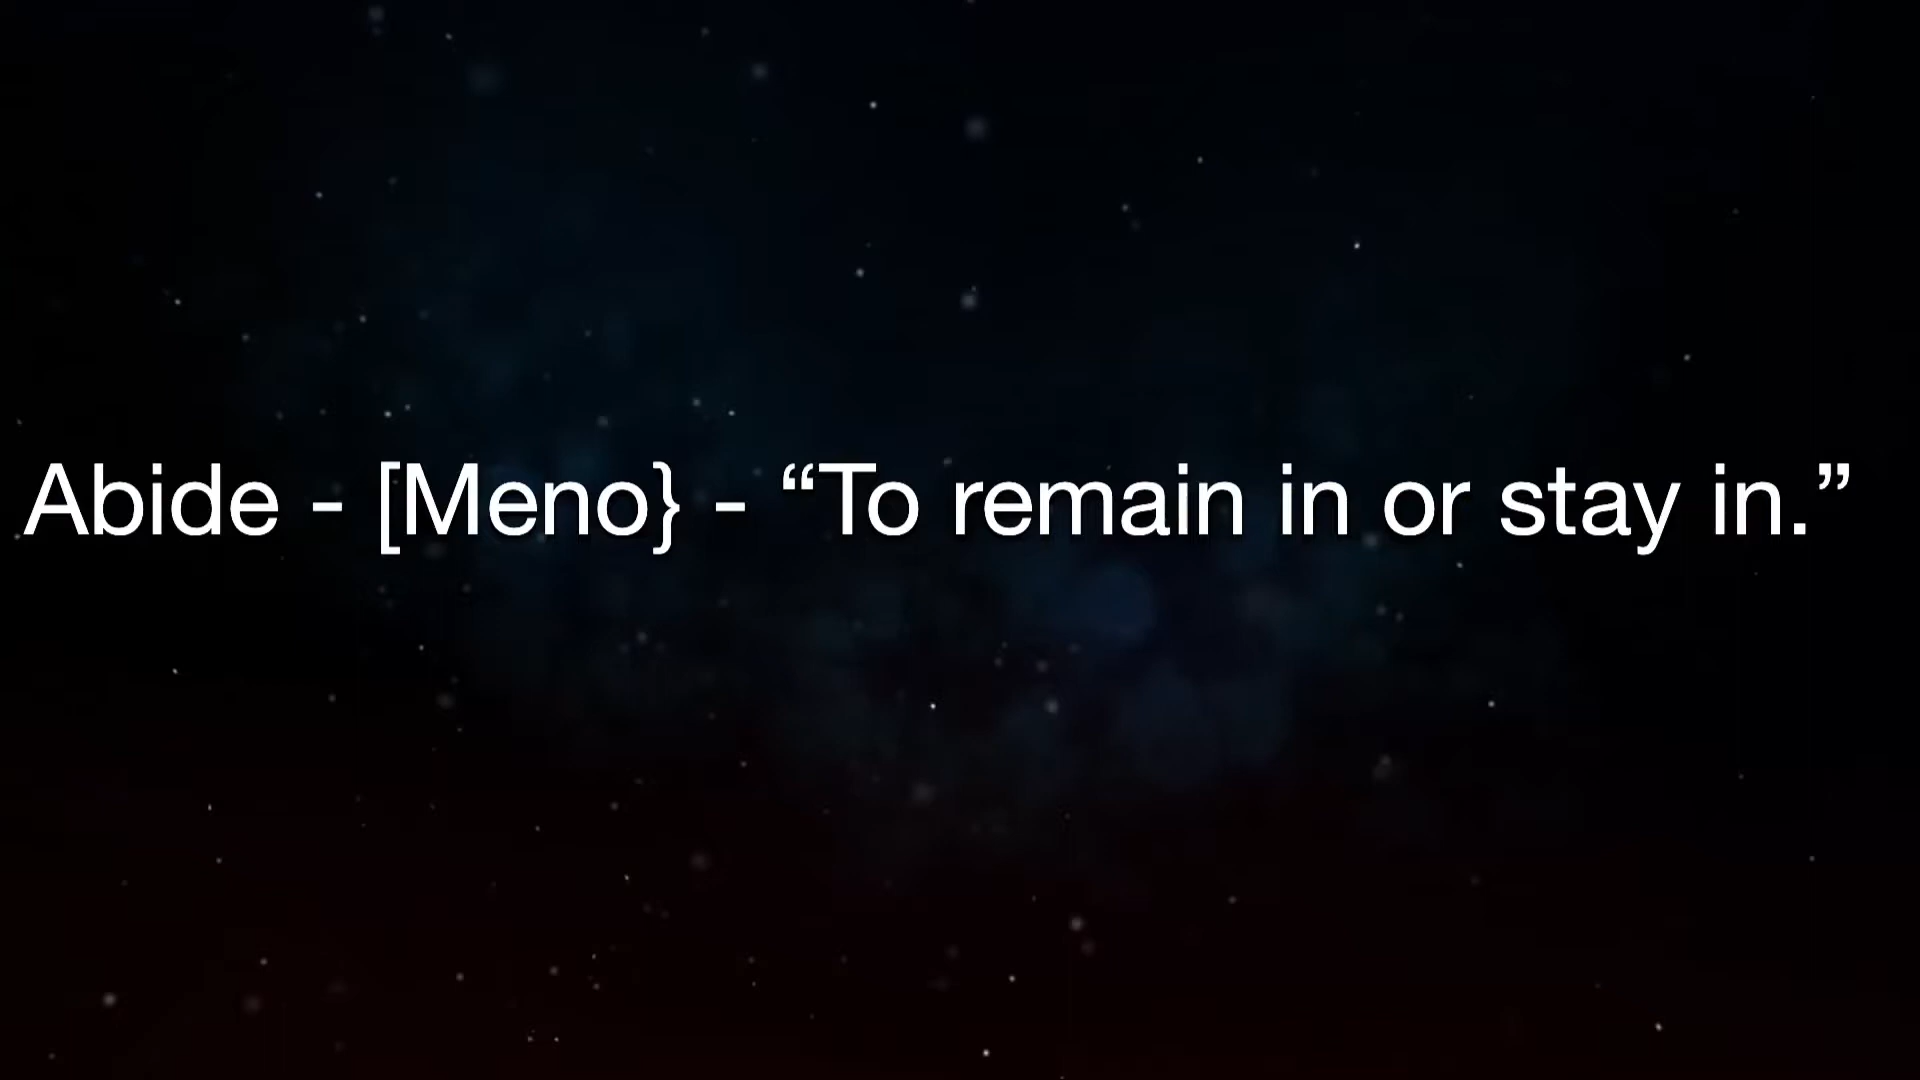 Abide - [Meno} - “To remain in or stay in.”